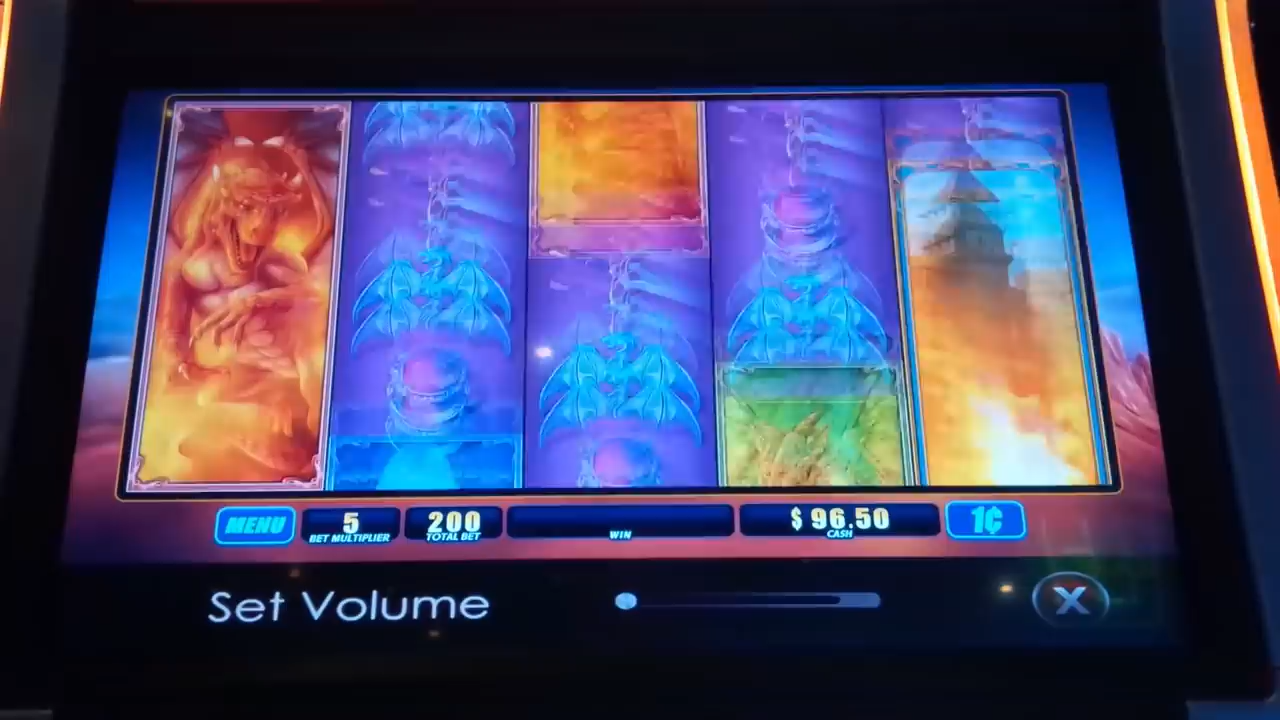 MENU
5
BET MULTIPLIER
200
TOTAL BET
WIN
$ 96.50
CASH
1¢
Set Volume
X